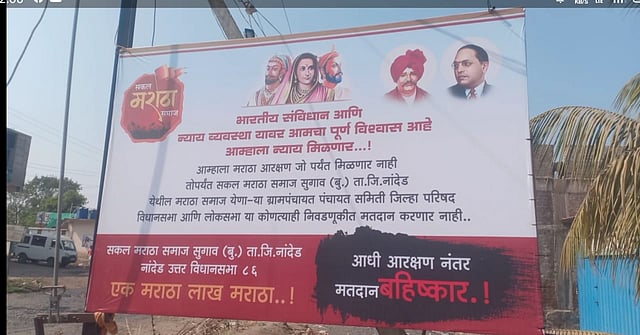 सकल
मराठा
समाज
भारतीय संविधान आणि
न्याय व्यवस्था यावर आमचा पूर्ण विश्वास आहे
आम्हाला न्याय मिळणार...!
आम्हाला मराठा आरक्षण जो पर्यंत मिळणार नाही
तोपर्यंत सकल मराठा समाज सुगाव (बु.) ता.जि.नांदेड
येथील मराठा समाज येणा-या ग्रामपंचायत पंचायत समिती जिल्हा परिषद
विधानसभा आणि लोकसभा या कोणत्याही निवडणूकीत मतदान करणार नाही..
सकल मराठा समाज सुगाव (बु.) ता.जि.नांदेड
नांदेड उत्तर विधानसभा ८६
एक मराठा लाख मराठा..!
आधी आरक्षण नंतर
मतदान बहिष्कार.!